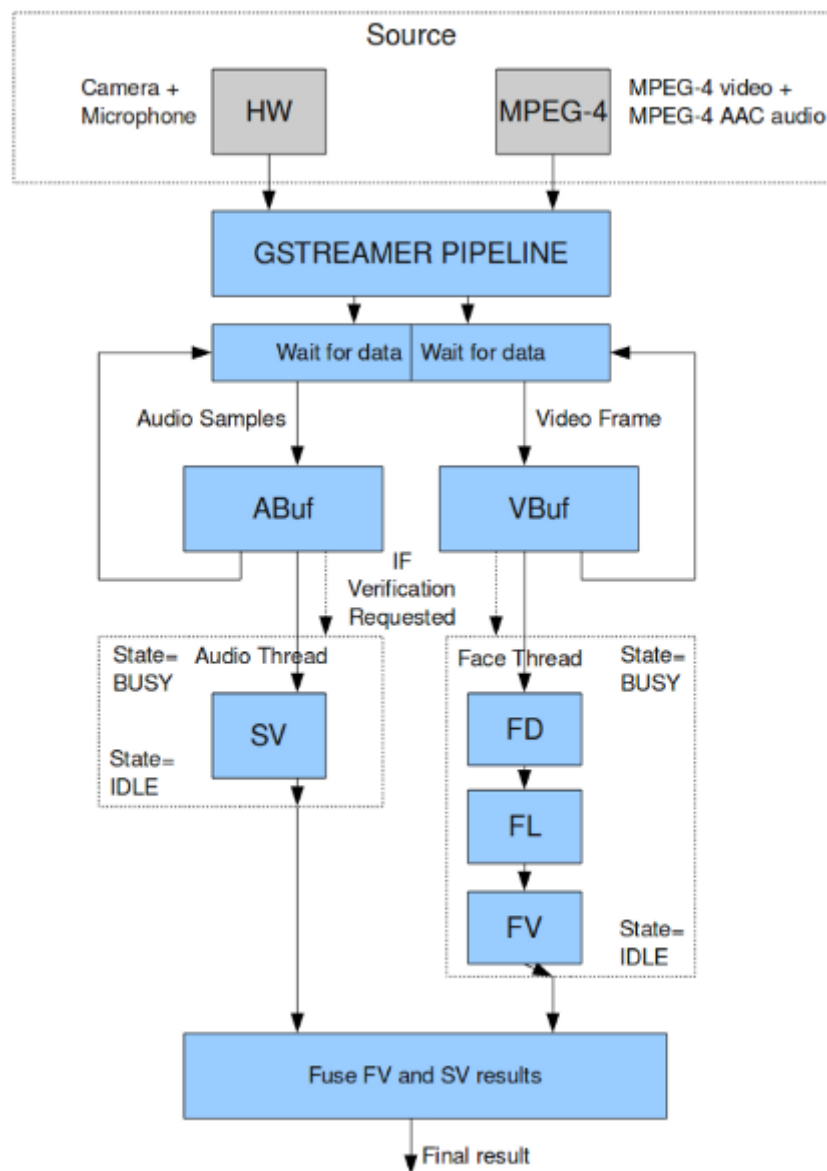 Source
Camera +
Microphone
HW
MPEG-4
MPEG-4 video +
MPEG-4 AAC audio
GSTREAMER PIPELINE
Wait for data
Wait for data
Audio Samples
Video Frame
ABuf
VBuf
IF
Verification
Requested
State=
BUSY
Audio Thread
Face Thread
State=
BUSY
SV
FD
State=
IDLE
FL
FV
State=
IDLE
Fuse FV and SV results
Final result